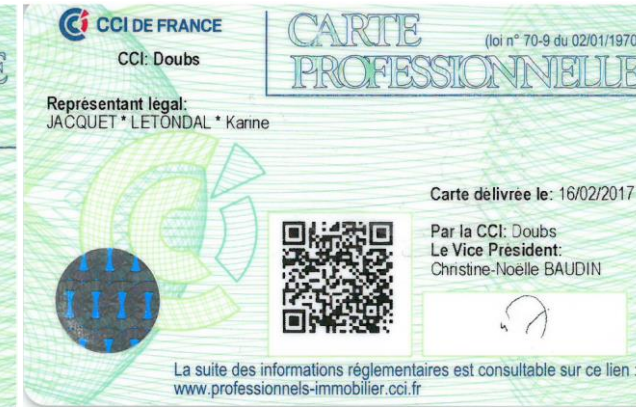 CCI DE FRANCE
CCI: Doubs
CARTE
PROFESSIONNELLE
(loi n° 70-9 du 02/01/1970
Représentant légal:
JACQUET * LETONDAL * Karine
Carte délivrée le: 16/02/2017
Par la CCI: Doubs
Le Vice Président:
Christine-Noëlle BAUDIN
La suite des informations réglementaires est consultable sur ce lien :
www.professionnels-immobilier.cci.fr